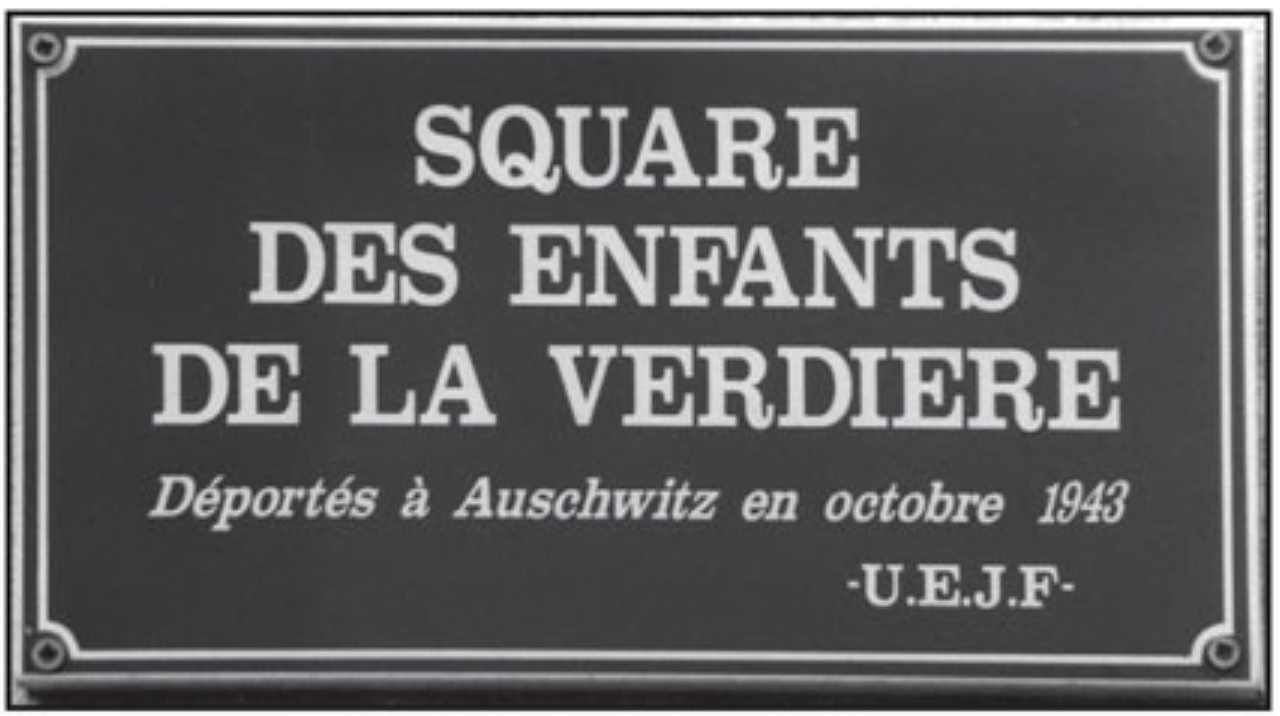 SQUARE
DES ENFANTS
DE LA VERDIERE
Déportés à Auschwitz en octobre 1943
-U.E.J.F-